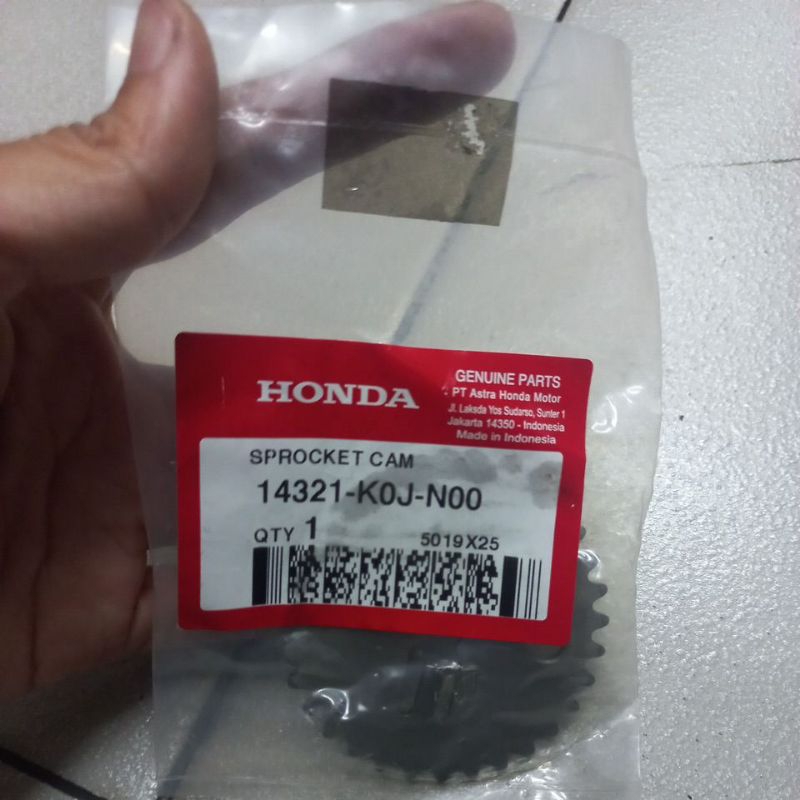 HONDA
GENUINE PARTS
PT Astra Honda Motor
Jl. Laksda Yos Sudarso, Sunter 1
Jakarta 14350 - Indonesia
Made in Indonesia
SPROCKET CAM
14321-K0J-N00
QTY 1
5019X25